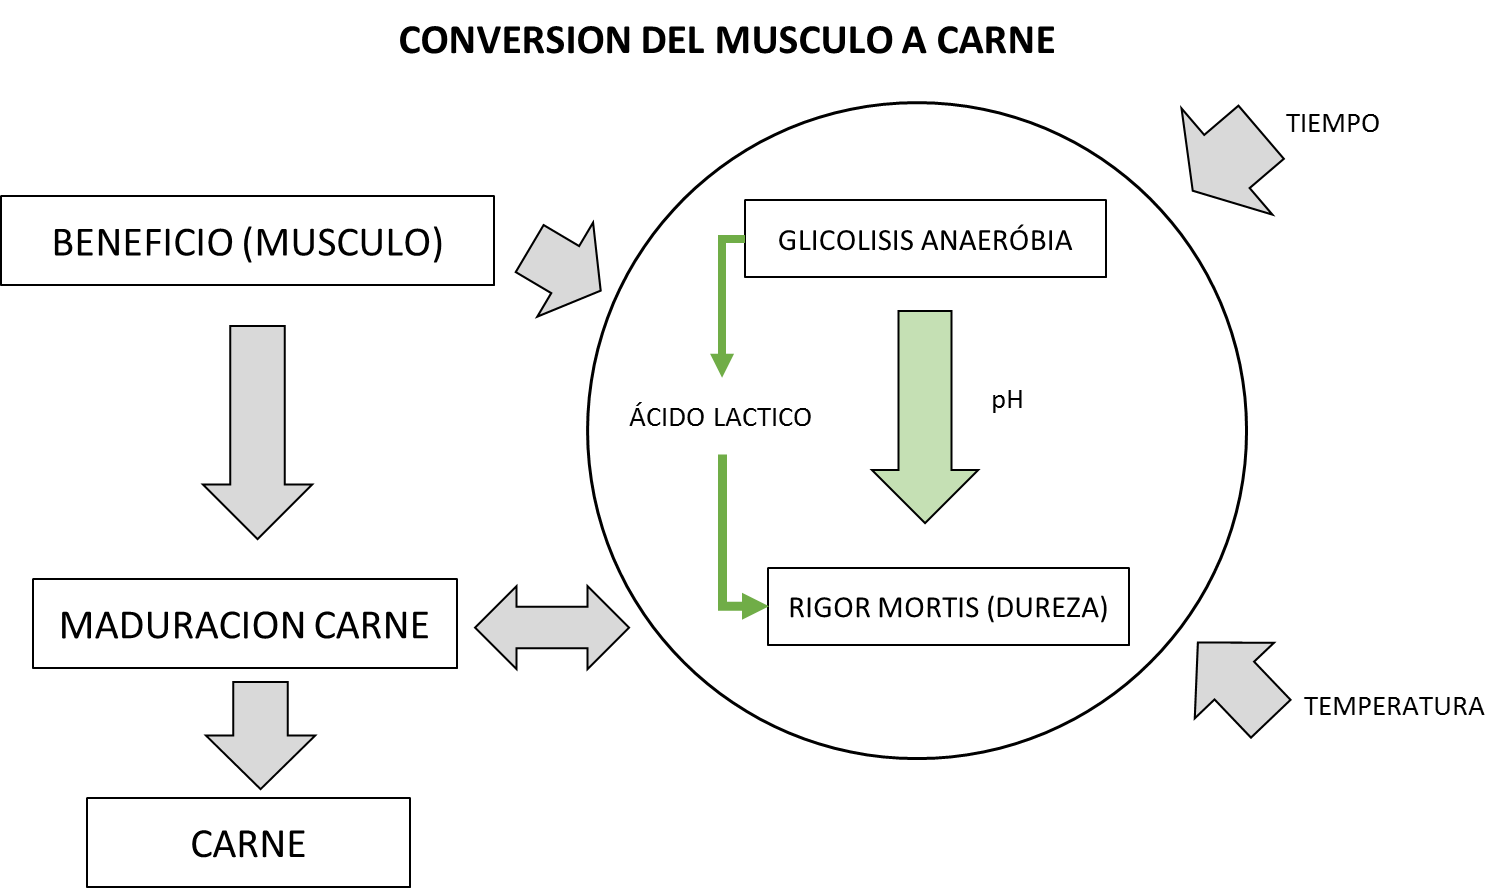 CONVERSION DEL MUSCULO A CARNE
TIEMPO
BENEFICIO (MUSCULO)
GLICOLISIS ANAERÓBIA
pH
ÁCIDO LACTICO
MADURACION CARNE
RIGOR MORTIS (DUREZA)
TEMPERATURA
CARNE